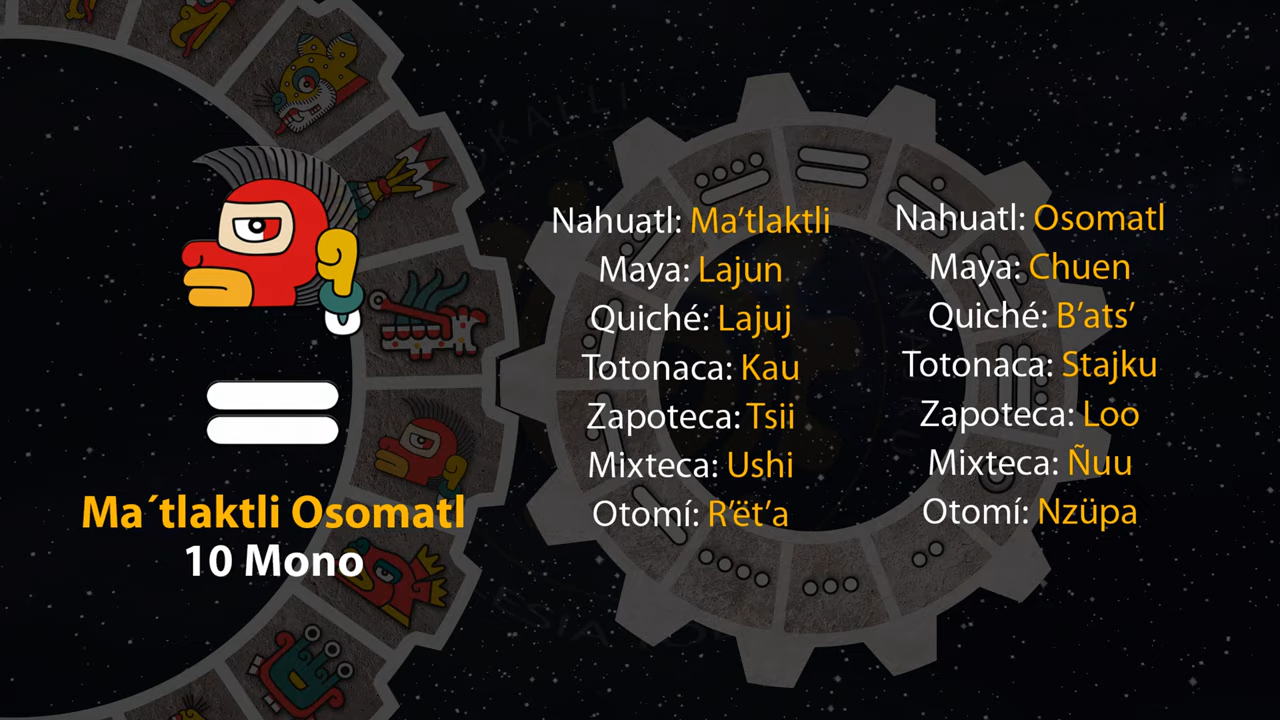 Nahuatl: Ma’tlaktli
Maya: Lajun
Quiché: Lajuj
Totonaca: Kau
Zapoteca: Tsii
Mixteca: Ushi
Otomí: R’ët’a
Nahuatl: Osomatl
Maya: Chuen
Quiché: B’ats’
Totonaca: Stajku
Zapoteca: Loo
Mixteca: Ñuu
Otomí: Nzüpa
Ma´tlaktli Osomatl
10 Mono